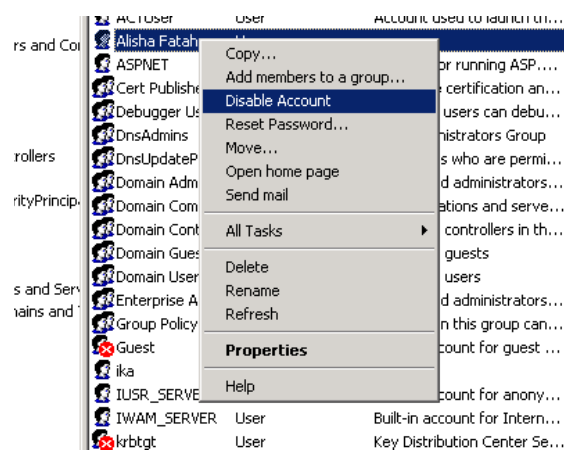 ACTUser User Account used to launch th...
rs and Co Alisha Fatah
ASPNET or running ASP....
Cert Publishe certification an...
Debugger Us users can debu...
DnsAdmins nistrators Group
rollers DnsUpdateP s who are permi...
rityPrincip Domain Adm d administrators...
Domain Com ations and serve...
Domain Cont controllers in th...
Domain Gues guests
s and Serv Domain User users
nains and Enterprise A d administrators...
Group Policy n this group can...
Guest count for guest ...
ika
IUSR_SERVE count for anony...
IWAM_SERVER User Built-in account for Intern...
krbtgt User Key Distribution Center Se...
Copy...
Add members to a group...
Disable Account
Reset Password...
Move...
Open home page
Send mail
All Tasks
Delete
Rename
Refresh
Properties
Help